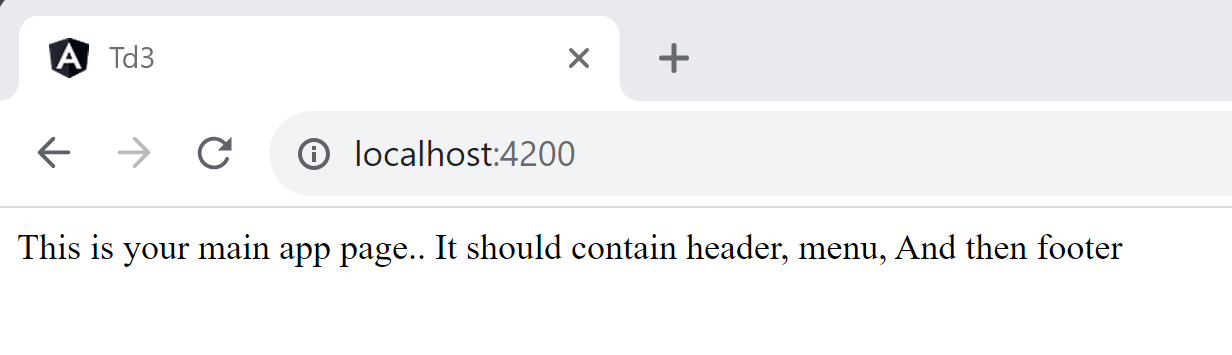 Td3
localhost:4200
This is your main app page.. It should contain header, menu, And then footer